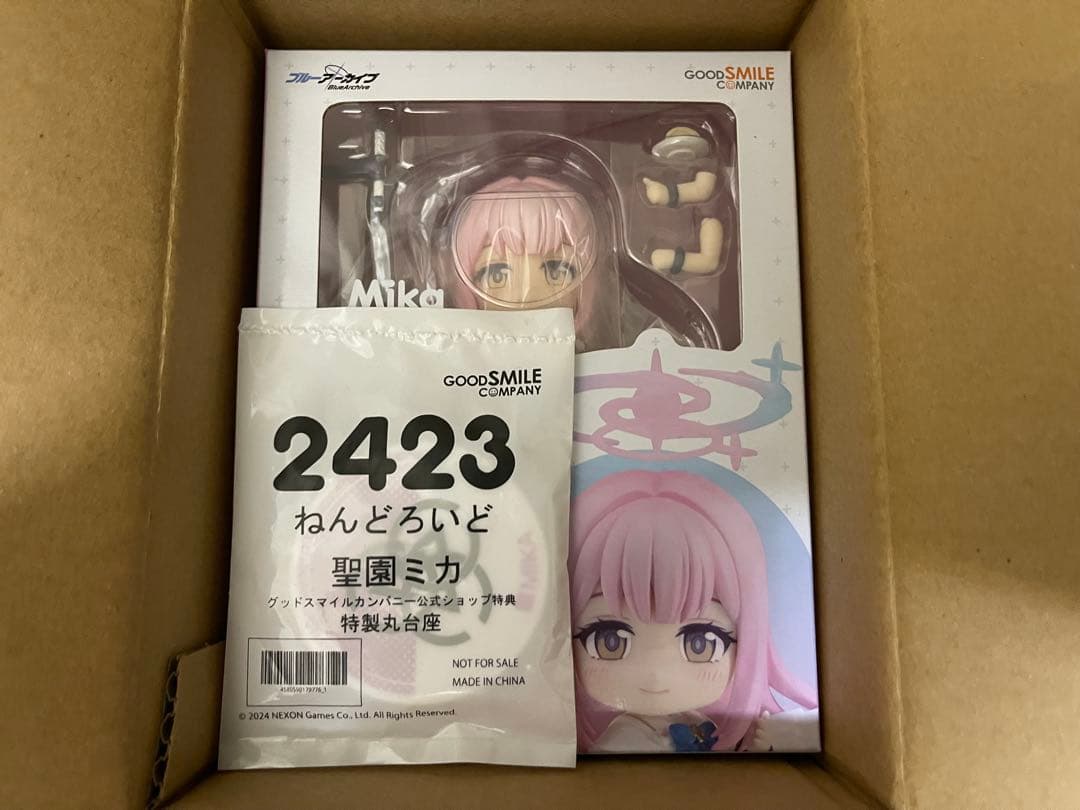 ブルーアーカイブ
BlueArchive
GOOD SMILE
COMPANY
Mika
GOOD SMILE
COMPANY
2423
ねんどろいど
聖園ミカ
グッドスマイルカンパニー公式ショップ特典
特製丸台座
NOT FOR SALE
MADE IN CHINA
4580590179776_1
© 2024 NEXON Games Co., Ltd. All Rights Reserved.